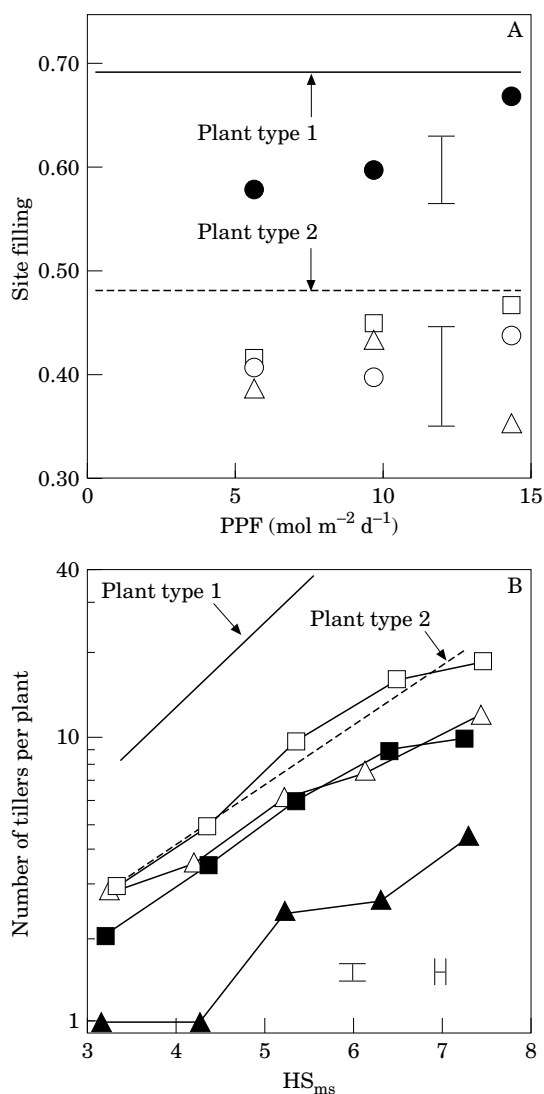 A
0.70
Plant type 1
0.60
Site filling
Plant type 2
0.50
0.40
0.30
0
5
10
15
PPF (mol m⁻² d⁻¹)
40
B
Plant type 1
Plant type 2
20
10
Number of tillers per plant
1
3
4
5
6
7
8
HSₘₛ